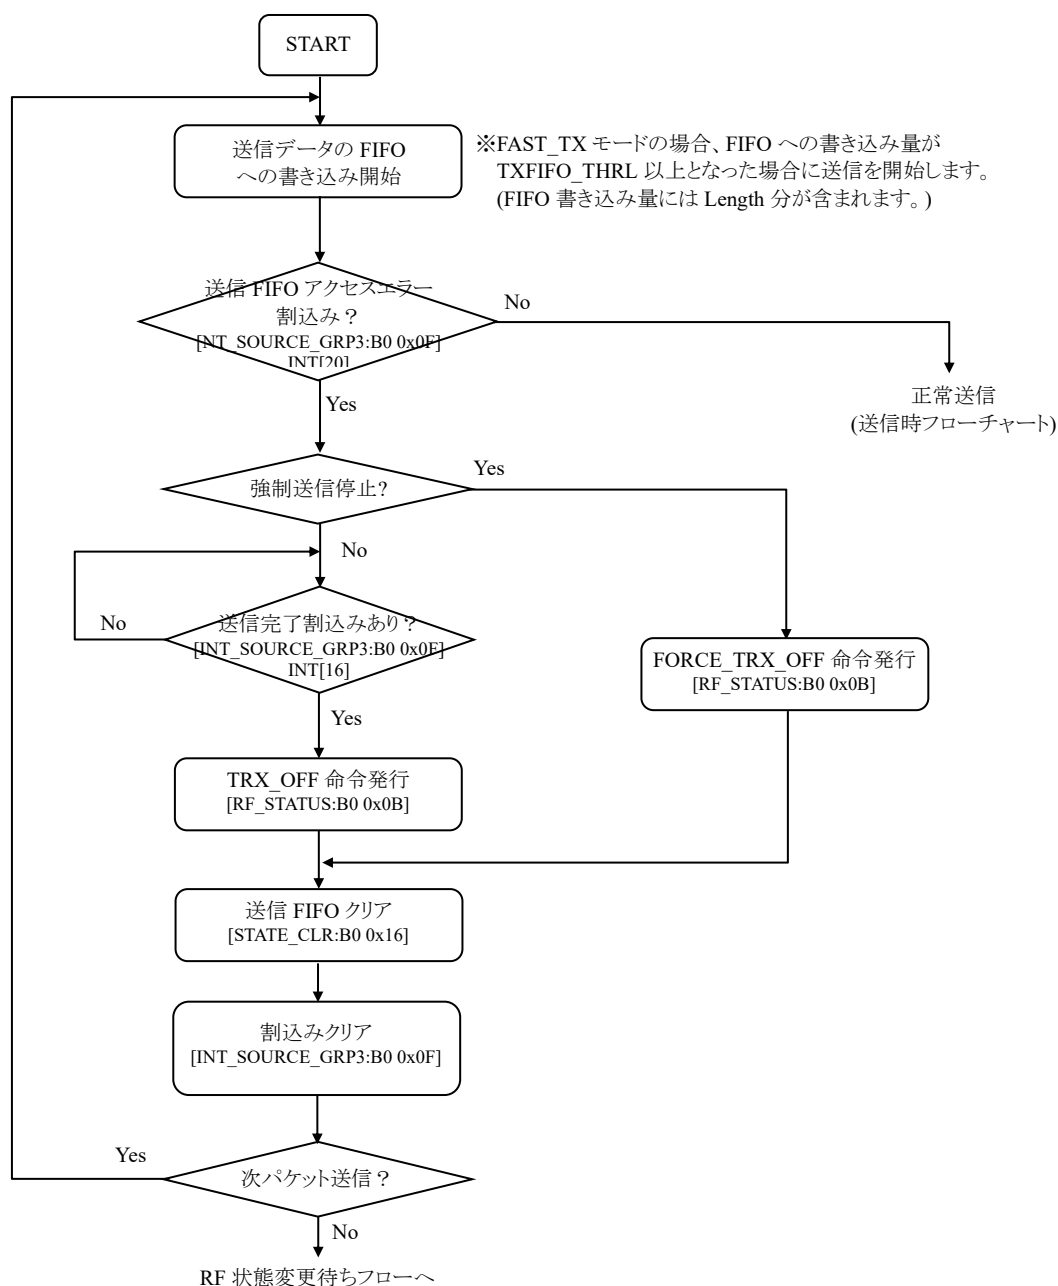 START
送信データの FIFO
への書き込み開始
※FAST_TX モードの場合、FIFO への書き込み量が
TXFIFO_THRL 以上となった場合に送信を開始します。
(FIFO 書き込み量には Length 分が含まれます。)
送信 FIFO アクセスエラー
割込み？
[NT_SOURCE_GRP3:B0 0x0F]
INT[20]
No
正常送信
(送信時フローチャート)
Yes
強制送信停止?
Yes
No
送信完了割込みあり？
[INT_SOURCE_GRP3:B0 0x0F]
INT[16]
No
FORCE_TRX_OFF 命令発行
[RF_STATUS:B0 0x0B]
Yes
TRX_OFF 命令発行
[RF_STATUS:B0 0x0B]
送信 FIFO クリア
[STATE_CLR:B0 0x16]
割込みクリア
[INT_SOURCE_GRP3:B0 0x0F]
Yes
次パケット送信？
No
RF 状態変更待ちフローへ